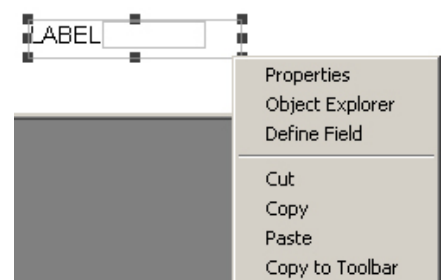 LABEL
Properties
Object Explorer
Define Field
Cut
Copy
Paste
Copy to Toolbar